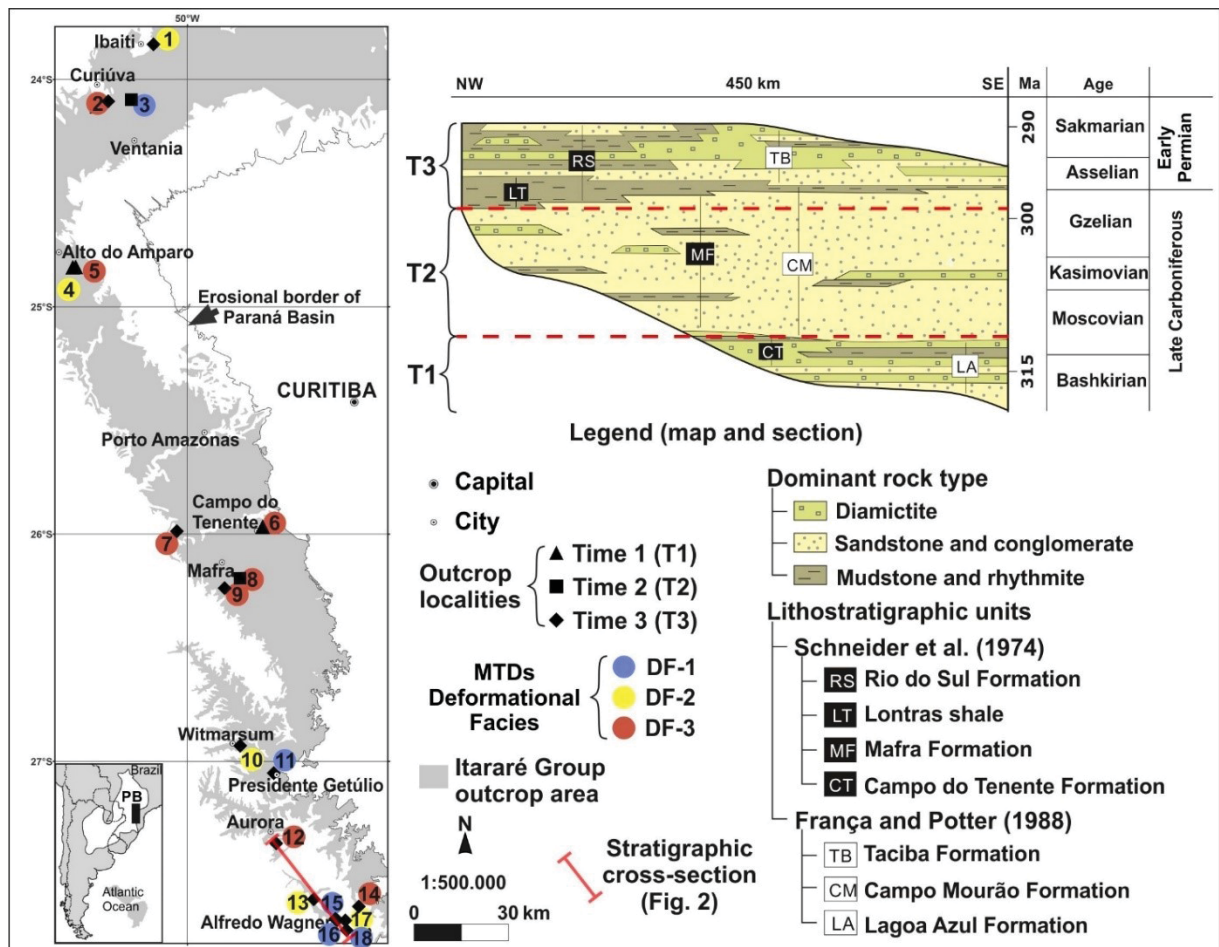 50°W
Ibaiti
1
24°S
Curiúva
2
3
Ventania
Alto do Amparo
5
4
25°S
Erosional border of
Paraná Basin
CURITIBA
Porto Amazonas
Campo do
Tenente
6
26°S
7
Mafra
8
9
Witmarsum
10
11
27°S
Presidente Getúlio
Aurora
12
13
15
14
Alfredo Wagner
17
16
18
Brazil
PB
Atlantic
Ocean
NW
450 km
SE
Ma
Age
T3
T2
T1
RS
TB
LT
MF
CM
CT
LA
290
300
315
Sakmarian
Asselian
Gzelian
Kasimovian
Moscovian
Bashkirian
Early
Permian
Late Carboniferous
Legend (map and section)
Capital
City
Outcrop
localities
Time 1 (T1)
Time 2 (T2)
Time 3 (T3)
MTDs
Deformational
Facies
DF-1
DF-2
DF-3
Itararé Group
outcrop area
N
1:500.000
0 30 km
Stratigraphic
cross-section
(Fig. 2)
Dominant rock type
Diamictite
Sandstone and conglomerate
Mudstone and rhythmite
Lithostratigraphic units
Schneider et al. (1974)
RS Rio do Sul Formation
LT Lontras shale
MF Mafra Formation
CT Campo do Tenente Formation
França and Potter (1988)
TB Taciba Formation
CM Campo Mourão Formation
LA Lagoa Azul Formation